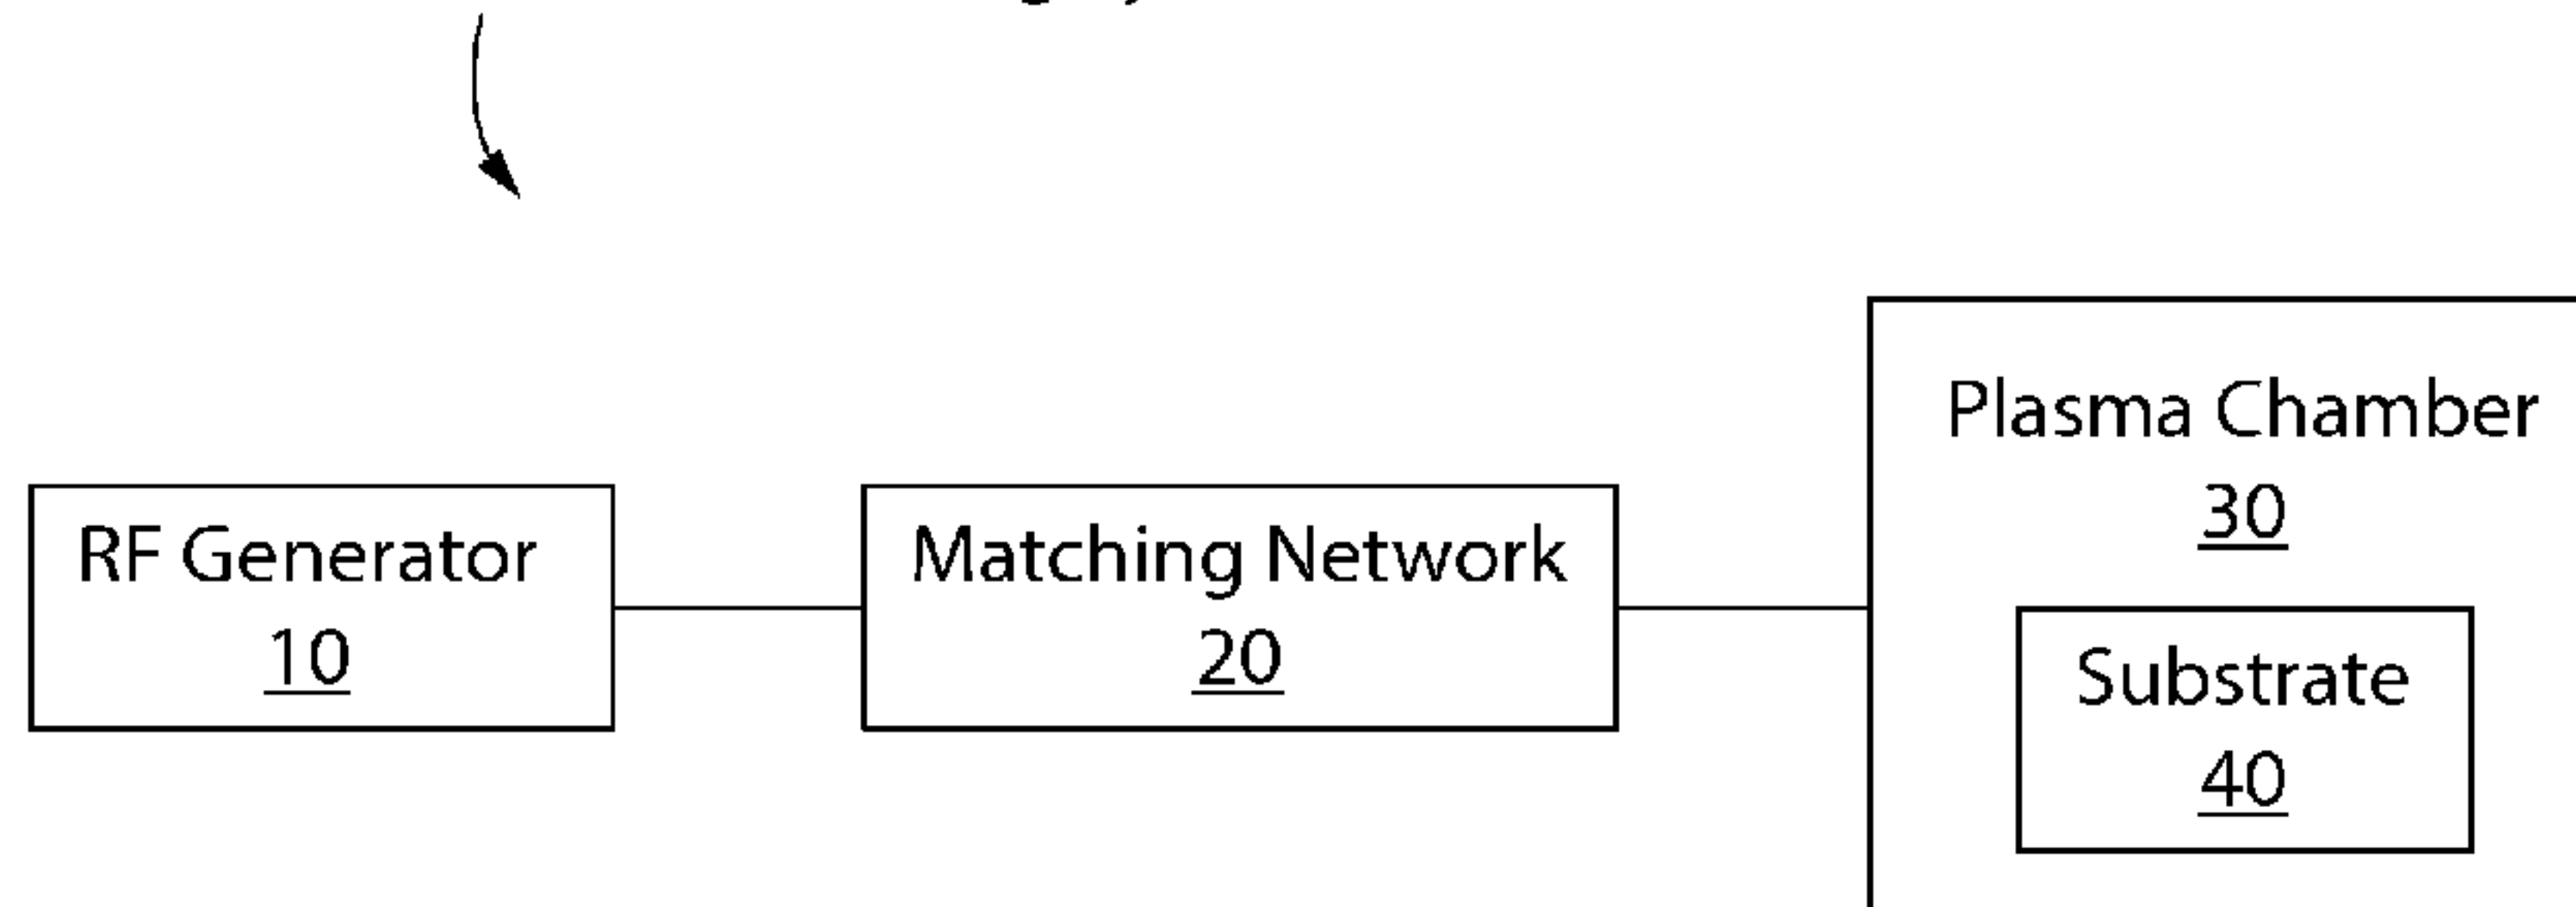 RF Generator
10
Matching Network
20
Plasma Chamber
30
Substrate
40